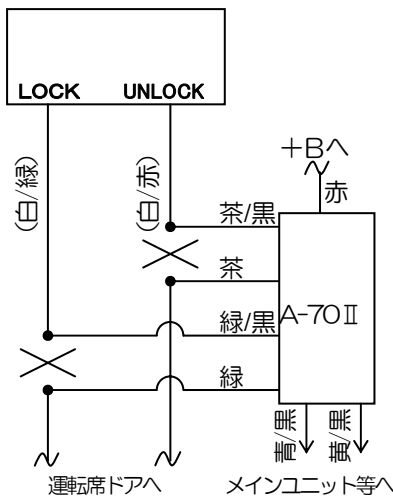 LOCK UNLOCK
(白/緑)
(白/赤)
+Bへ
赤
茶/黒
茶
A-70Ⅱ
緑/黒
緑
青/黒
黄/黒
運転席ドアへ
メインユニット等へ